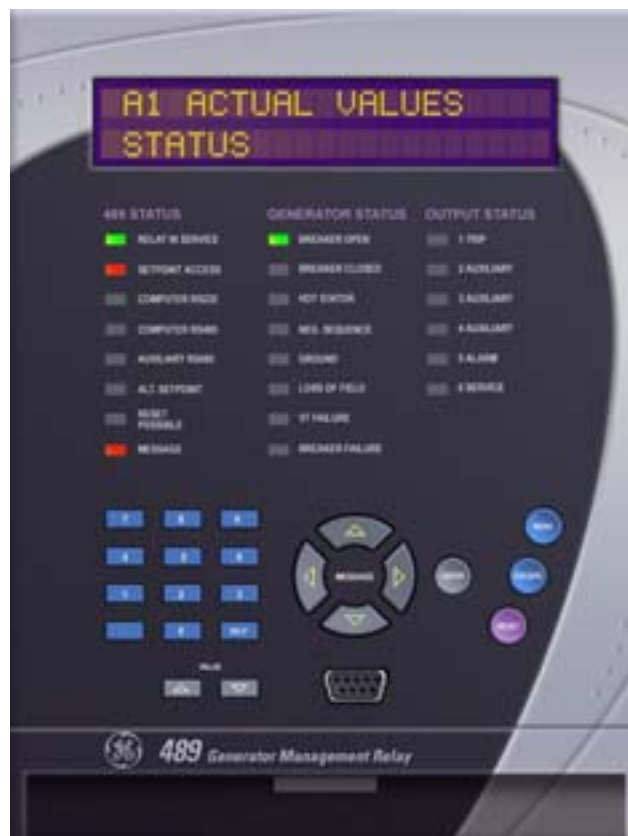 A1 ACTUAL VALUES
STATUS
489 STATUS
GENERATOR STATUS
OUTPUT STATUS
RELAY IN SERVICE
BREAKER OPEN
1 TRIP
SETPOINT ACCESS
BREAKER CLOSED
2 AUXILIARY
COMPUTER RS232
HOT STATOR
3 AUXILIARY
COMPUTER RS485
NEG. SEQUENCE
4 AUXILIARY
AUXILIARY RS485
GROUND
5 ALARM
ALT. SETPOINT
LOSS OF FIELD
6 SERVICE
RESET
POSSIBLE
VT FAILURE
MESSAGE
BREAKER FAILURE
7 8 9
MENU
4 5 6
MESSAGE
ENTER
ESCAPE
1 2 3
RESET
0
HELP
VALUE
GE
489 Generator Management Relay